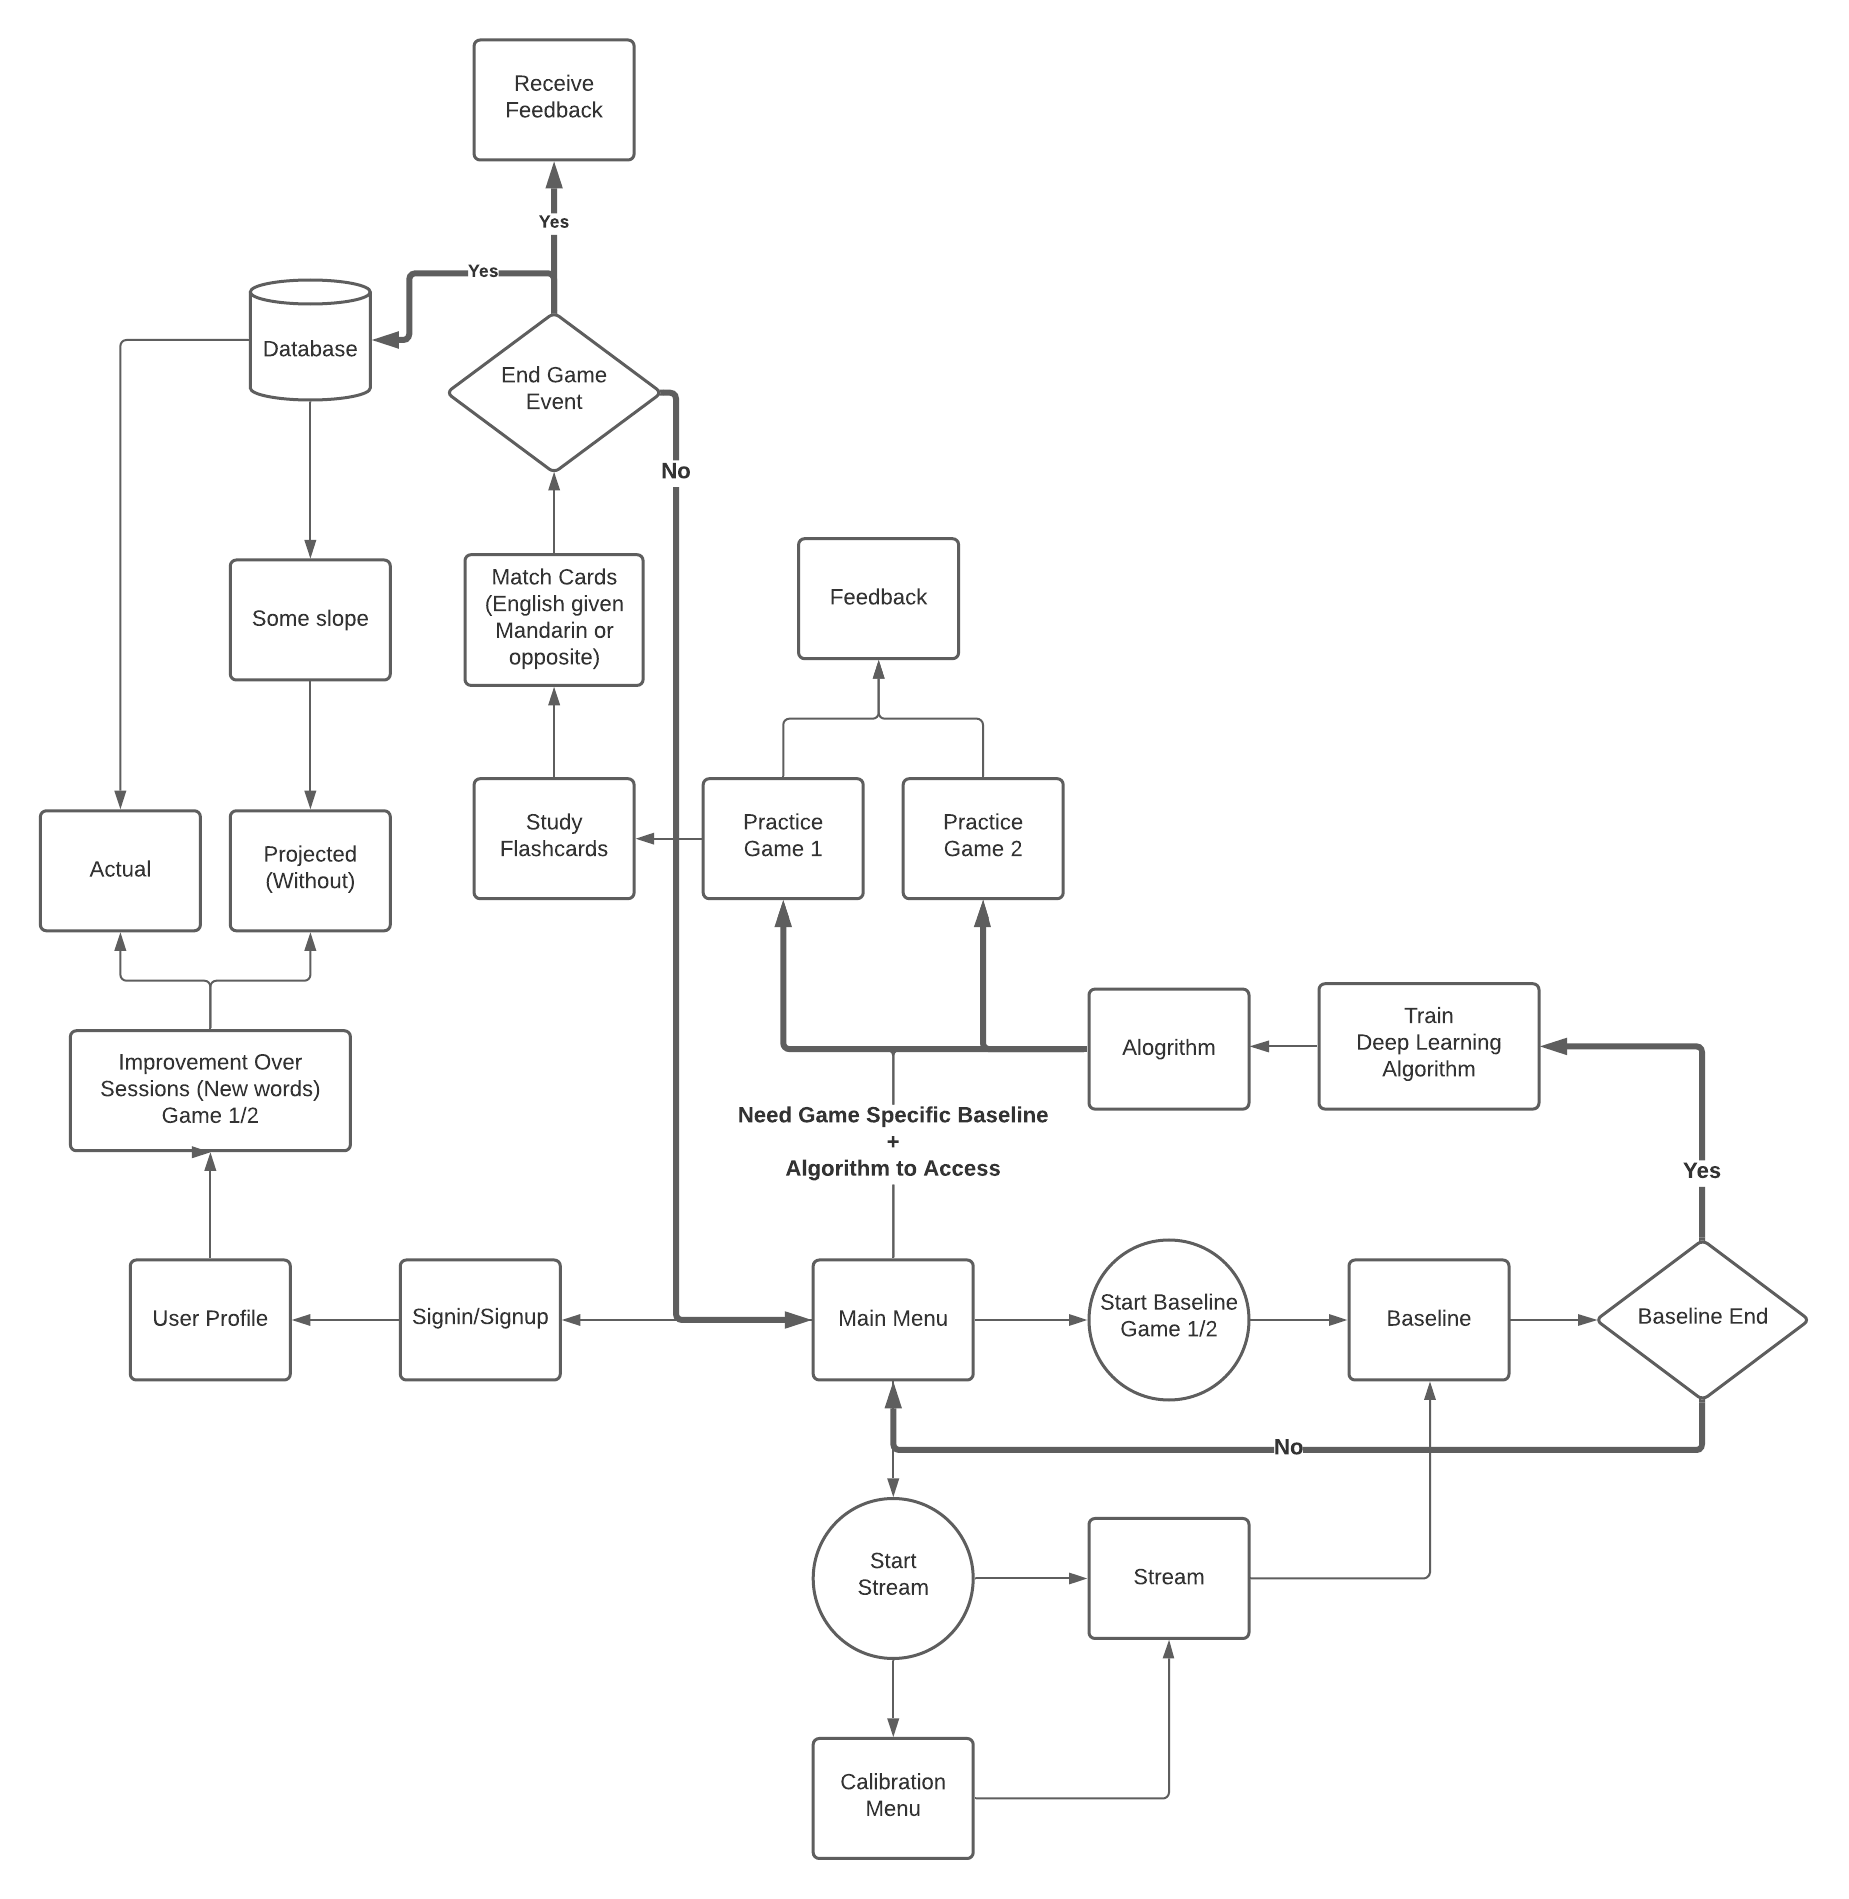 Receive
Feedback
Yes
Yes
Database
End Game
Event
No
Match Cards
(English given
Mandarin or
opposite)
Feedback
Some slope
Study
Flashcards
Practice
Game 1
Practice
Game 2
Actual
Projected
(Without)
Alogrithm
Train
Deep Learning
Algorithm
Improvement Over
Sessions (New words)
Game 1/2
Need Game Specific Baseline
+
Algorithm to Access
Yes
User Profile
Signin/Signup
Main Menu
Start Baseline
Game 1/2
Baseline
Baseline End
No
Start
Stream
Stream
Calibration
Menu